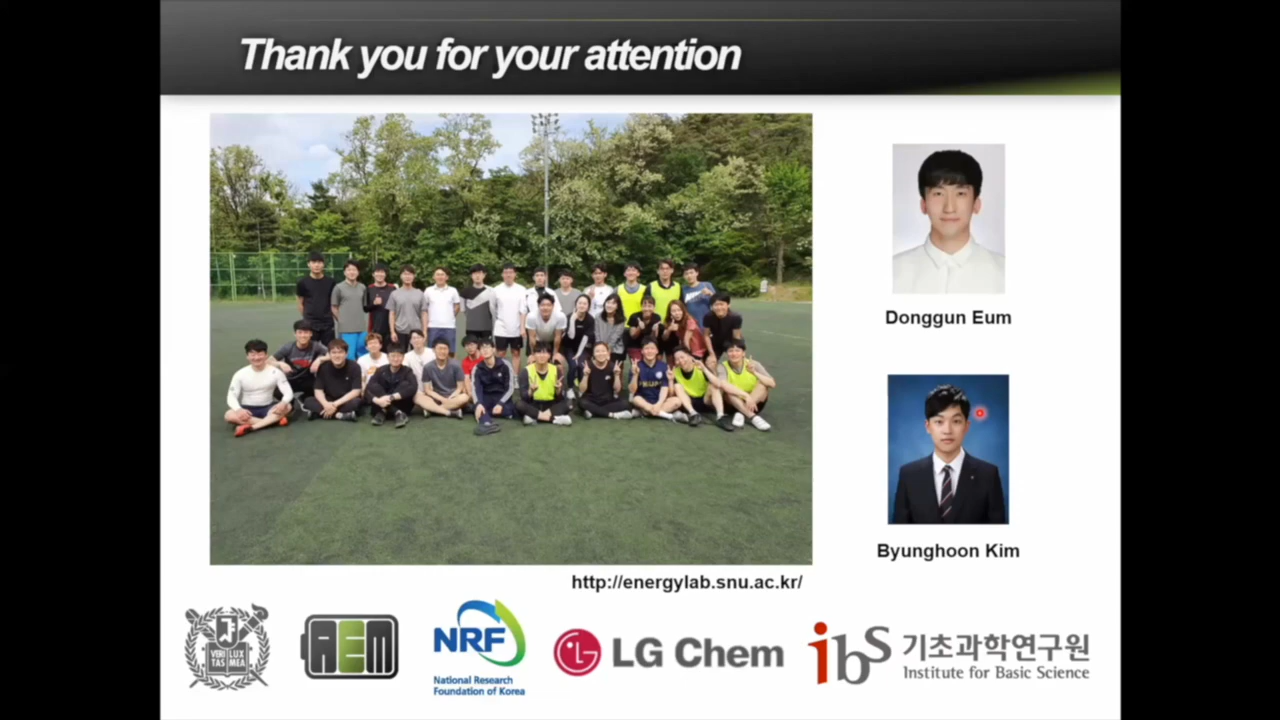 Thank you for your attention
Donggun Eum
Byunghoon Kim
http://energylab.snu.ac.kr/
VERI LUX
TAS MEA
AEM
NRF
National Research
Foundation of Korea
LG Chem
ibs 기초과학연구원
Institute for Basic Science